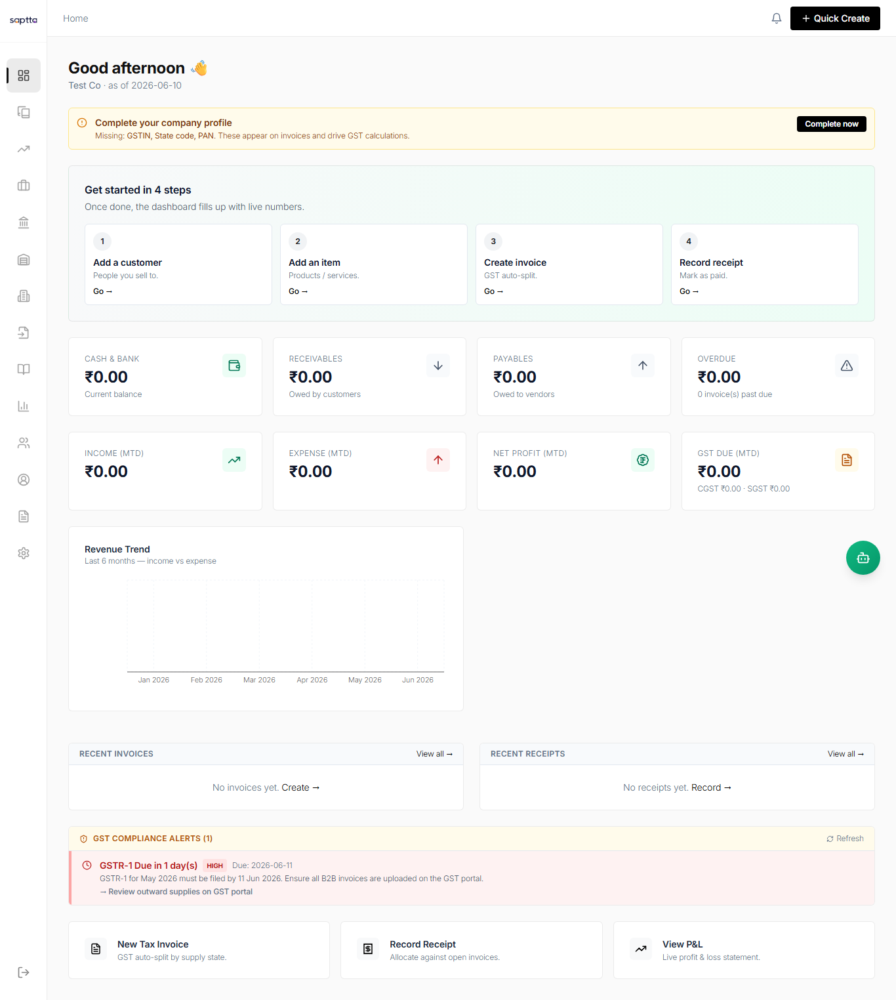 saptta
Home
Quick Create
Good afternoon 👋
Test Co · as of 2026-06-10
Complete your company profile
Missing: GSTIN, State code, PAN. These appear on invoices and drive GST calculations.
Complete now
Get started in 4 steps
Once done, the dashboard fills up with live numbers.
1
Add a customer
People you sell to.
Go →
2
Add an item
Products / services.
Go →
3
Create invoice
GST auto-split.
Go →
4
Record receipt
Mark as paid.
Go →
CASH & BANK
₹0.00
Current balance
RECEIVABLES
₹0.00
Owed by customers
PAYABLES
₹0.00
Owed to vendors
OVERDUE
₹0.00
0 invoice(s) past due
INCOME (MTD)
₹0.00
EXPENSE (MTD)
₹0.00
NET PROFIT (MTD)
₹0.00
GST DUE (MTD)
₹0.00
CGST ₹0.00 · SGST ₹0.00
Revenue Trend
Last 6 months — income vs expense
Jan 2026 Feb 2026 Mar 2026 Apr 2026 May 2026 Jun 2026
RECENT INVOICES
View all →
No invoices yet. Create →
RECENT RECEIPTS
View all →
No receipts yet. Record →
GST COMPLIANCE ALERTS (1)
Refresh
GSTR-1 Due in 1 day(s) HIGH Due: 2026-06-11
GSTR-1 for May 2026 must be filed by 11 Jun 2026. Ensure all B2B invoices are uploaded on the GST portal.
→ Review outward supplies on GST portal
New Tax Invoice
GST auto-split by supply state.
Record Receipt
Allocate against open invoices.
View P&L
Live profit & loss statement.